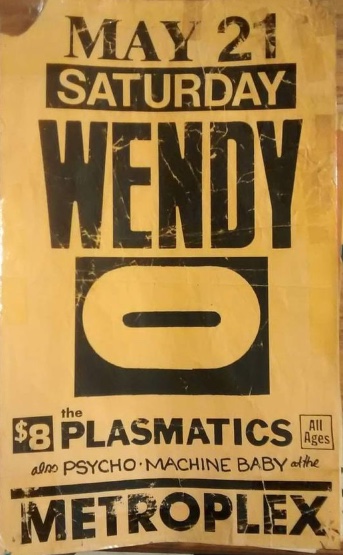 MAY 21
SATURDAY
WENDY
O
the
$8 PLASMATICS All Ages
also PSYCHO · MACHINE BABY at the
METROPLEX